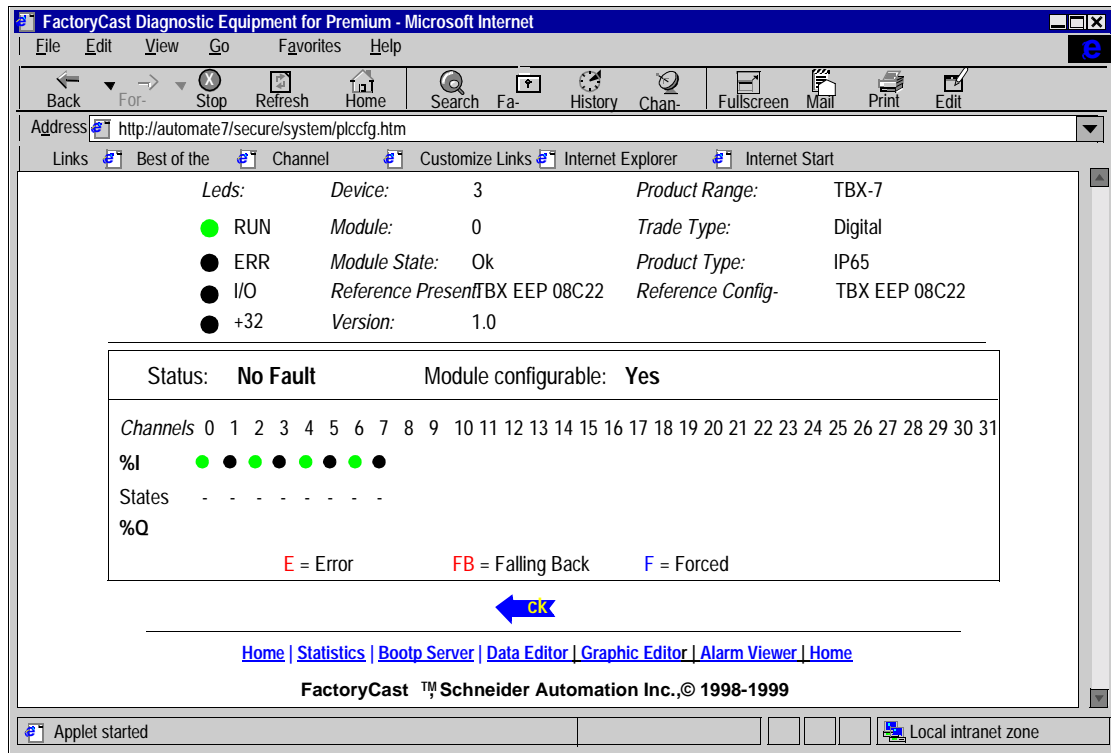 FactoryCast Diagnostic Equipment for Premium - Microsoft Internet
File Edit View Go Favorites Help
Back For- Stop Refresh Home Search Fa- History Chan- Fullscreen Mail Print Edit
Address http://automate7/secure/system/plccfg.htm
Links Best of the Channel Customize Links Internet Explorer Internet Start
Leds: Device: 3 Product Range: TBX-7
RUN Module: 0 Trade Type: Digital
ERR Module State: Ok Product Type: IP65
I/O Reference Present: TBX EEP 08C22 Reference Config- TBX EEP 08C22
+32 Version: 1.0
Status: No Fault Module configurable: Yes
Channels 0 1 2 3 4 5 6 7 8 9 10 11 12 13 14 15 16 17 18 19 20 21 22 23 24 25 26 27 28 29 30 31
%I
States - - - - - - - -
%Q
E = Error FB = Falling Back F = Forced
ck
Home | Statistics | Bootp Server | Data Editor | Graphic Editor | Alarm Viewer | Home
FactoryCast ™, Schneider Automation Inc.,© 1998-1999
Applet started Local intranet zone